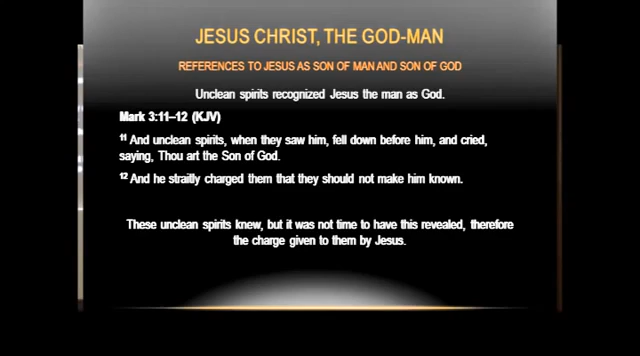 JESUS CHRIST, THE GOD-MAN
REFERENCES TO JESUS AS SON OF MAN AND SON OF GOD
Unclean spirits recognized Jesus the man as God.
Mark 3:11–12 (KJV)
11 And unclean spirits, when they saw him, fell down before him, and cried,
saying, Thou art the Son of God.
12 And he straitly charged them that they should not make him known.
These unclean spirits knew, but it was not time to have this revealed, therefore
the charge given to them by Jesus.